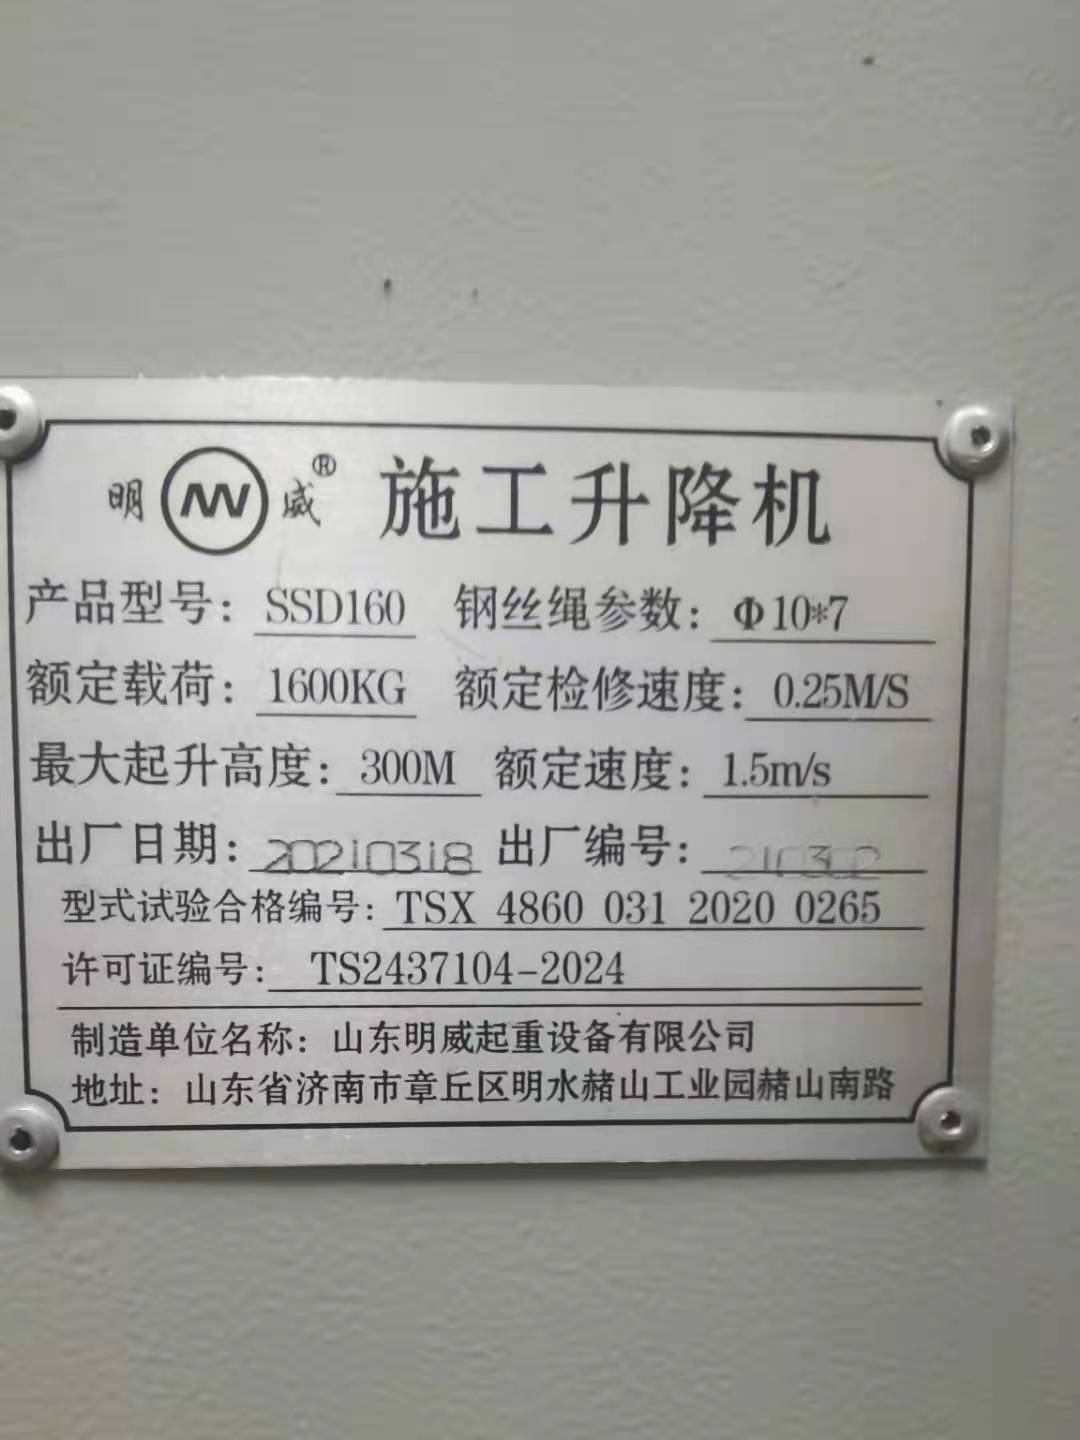 明 MW 威® 施工升降机
产品型号： SSD160 钢丝绳参数： Φ10*7
额定载荷： 1600KG 额定检修速度： 0.25M/S
最大起升高度： 300M 额定速度： 1.5m/s
出厂日期： 20210318 出厂编号： 210302
型式试验合格编号： TSX 4860 031 2020 0265
许可证编号： TS2437104-2024
制造单位名称： 山东明威起重设备有限公司
地址： 山东省济南市章丘区明水赭山工业园赭山南路